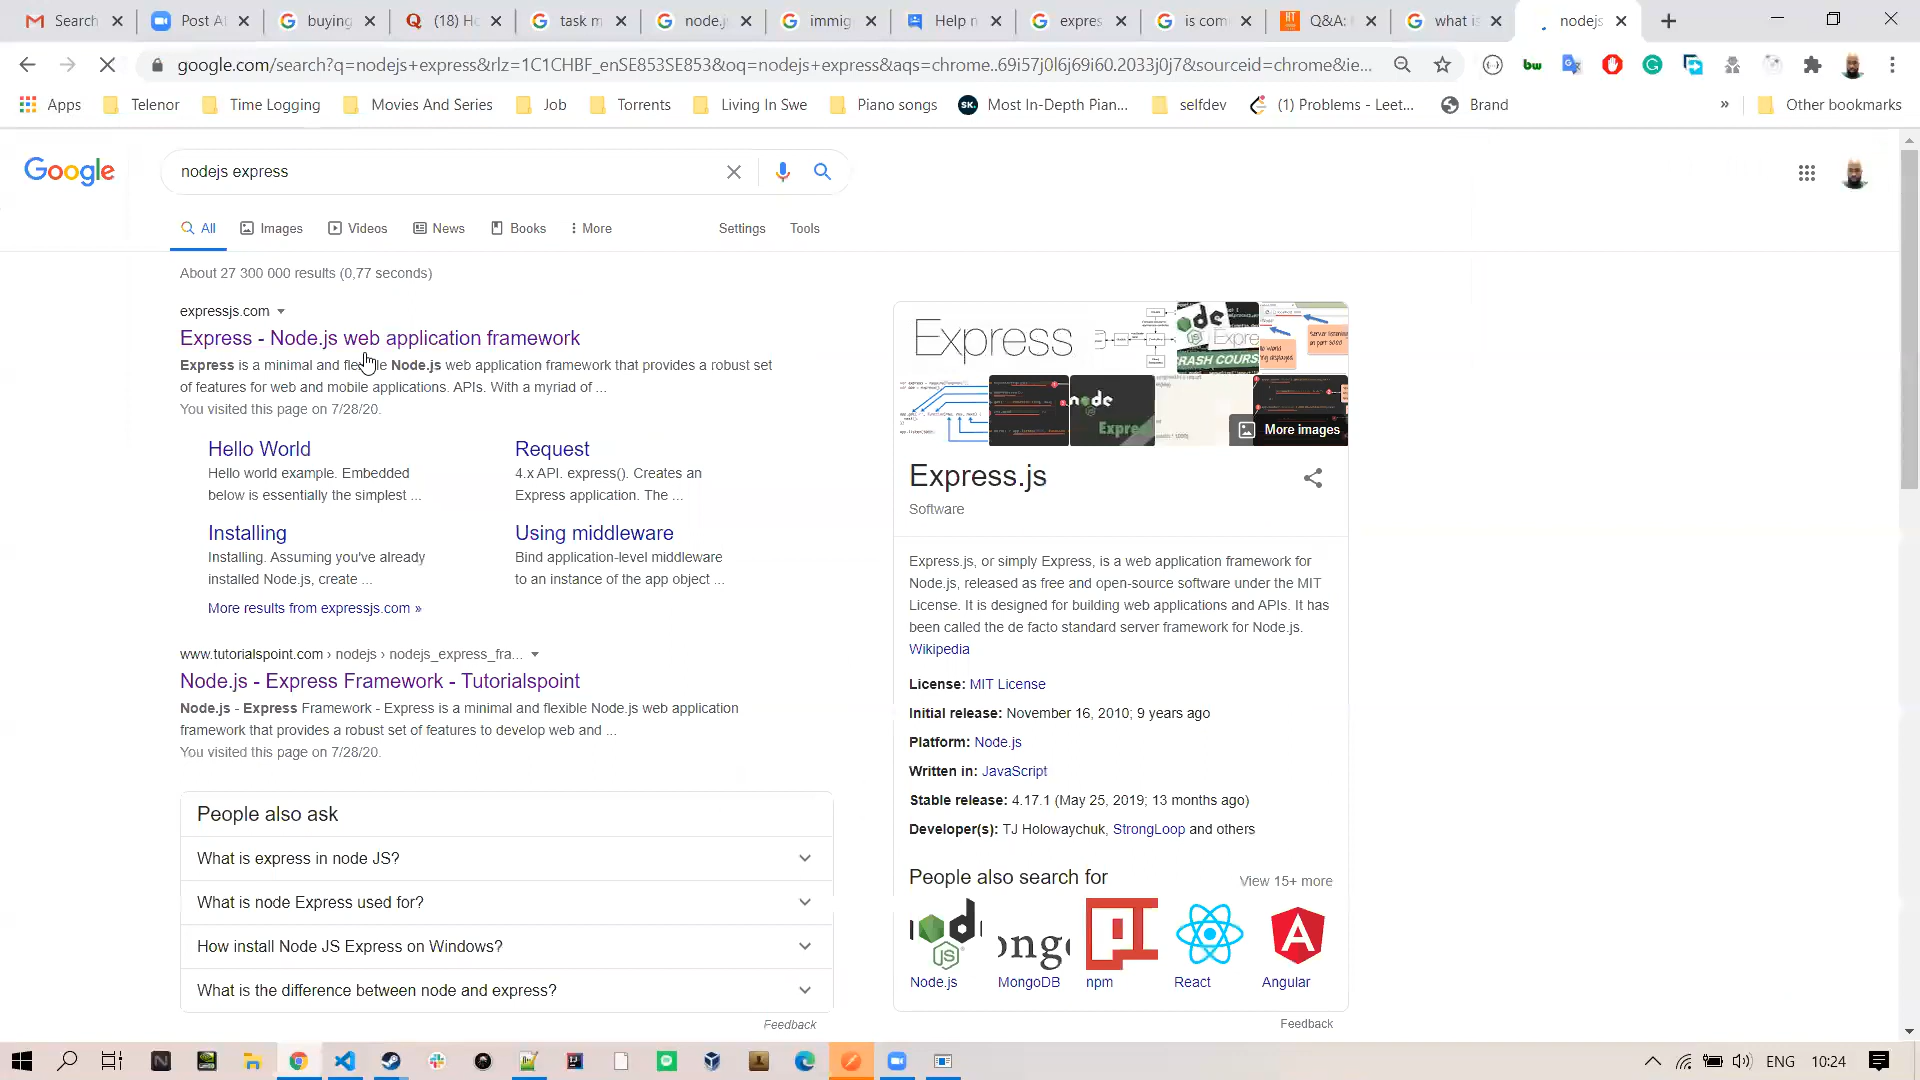 Search
Post At
buying
(18) Ho
task m
node.j
immig
Help n
expres
is com
Q&A:
what is
nodejs
google.com/search?q=nodejs+express&rlz=1C1CHBF_enSE853SE853&oq=nodejs+express&aqs=chrome..69i57j0l6j69i60.2033j0j7&sourceid=chrome&ie...
Apps
Telenor
Time Logging
Movies And Series
Job
Torrents
Living In Swe
Piano songs
Most In-Depth Pian...
selfdev
(1) Problems - Leet...
Brand
»
Other bookmarks
Google
nodejs express
All
Images
Videos
News
Books
More
Settings
Tools
About 27 300 000 results (0,77 seconds)
expressjs.com
Express - Node.js web application framework
Express is a minimal and flexible Node.js web application framework that provides a robust set
of features for web and mobile applications. APIs. With a myriad of ...
You visited this page on 7/28/20.
Hello World
Hello world example. Embedded
below is essentially the simplest ...
Request
4.x API. express(). Creates an
Express application. The ...
Installing
Installing. Assuming you've already
installed Node.js, create ...
Using middleware
Bind application-level middleware
to an instance of the app object ...
More results from expressjs.com »
www.tutorialspoint.com › nodejs › nodejs_express_fra...
Node.js - Express Framework - Tutorialspoint
Node.js - Express Framework - Express is a minimal and flexible Node.js web application
framework that provides a robust set of features to develop web and ...
You visited this page on 7/28/20.
People also ask
What is express in node JS?
What is node Express used for?
How install Node JS Express on Windows?
What is the difference between node and express?
Feedback
Express
More images
Express.js
Software
Express.js, or simply Express, is a web application framework for
Node.js, released as free and open-source software under the MIT
License. It is designed for building web applications and APIs. It has
been called the de facto standard server framework for Node.js.
Wikipedia
License: MIT License
Initial release: November 16, 2010; 9 years ago
Platform: Node.js
Written in: JavaScript
Stable release: 4.17.1 (May 25, 2019; 13 months ago)
Developer(s): TJ Holowaychuk, StrongLoop and others
People also search for
View 15+ more
Node.js
MongoDB
npm
React
Angular
Feedback
ENG
10:24